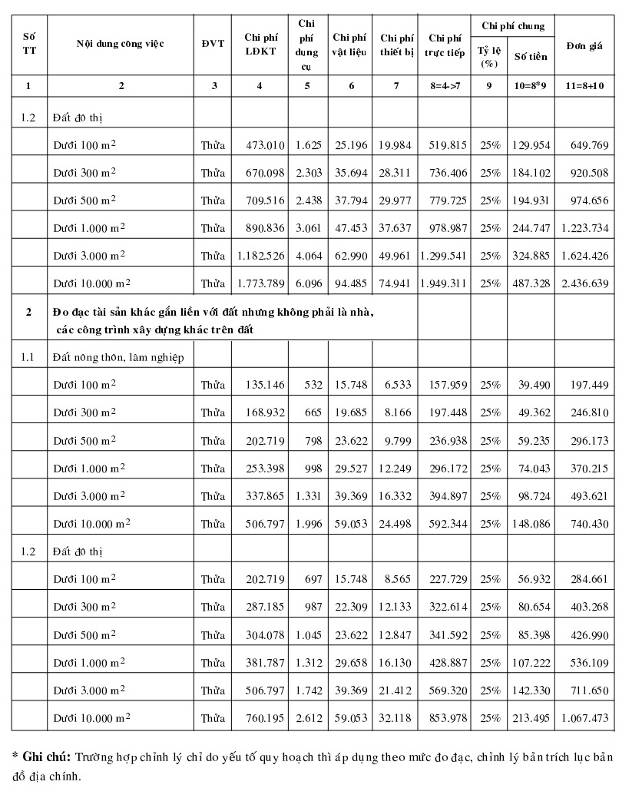 Số TT | Nội dung công việc | ĐVT | Chi phí LĐKT | Chi phí dụng cụ | Chi phí vật liệu | Chi phí thiết bị | Chi phí trực tiếp | Chi phí chung | Đơn giá
Tỷ lệ (%) | Số tiền
1 | 2 | 3 | 4 | 5 | 6 | 7 | 8=4->7 | 9 | 10=8*9 | 11=8+10
1.2 | Đất đô thị
Dưới 100 m2 | Thửa | 473.010 | 1.625 | 25.196 | 19.984 | 519.815 | 25% | 129.954 | 649.769
Dưới 300 m2 | Thửa | 670.098 | 2.303 | 35.694 | 28.311 | 736.406 | 25% | 184.102 | 920.508
Dưới 500 m2 | Thửa | 709.516 | 2.438 | 37.794 | 29.977 | 779.725 | 25% | 194.931 | 974.656
Dưới 1.000 m2 | Thửa | 890.836 | 3.061 | 47.453 | 37.637 | 978.987 | 25% | 244.747 | 1.223.734
Dưới 3.000 m2 | Thửa | 1.182.526 | 4.064 | 62.990 | 49.961 | 1.299.541 | 25% | 324.885 | 1.624.426
Dưới 10.000 m2 | Thửa | 1.773.789 | 6.096 | 94.485 | 74.941 | 1.949.311 | 25% | 487.328 | 2.436.639
2 | Đo đạc tài sản khác gắn liền với đất nhưng không phải là nhà,
các công trình xây dựng khác trên đất
1.1 | Đất nông thôn, lâm nghiệp
Dưới 100 m2 | Thửa | 135.146 | 532 | 15.748 | 6.533 | 157.959 | 25% | 39.490 | 197.449
Dưới 300 m2 | Thửa | 168.932 | 665 | 19.685 | 8.166 | 197.448 | 25% | 49.362 | 246.810
Dưới 500 m2 | Thửa | 202.719 | 798 | 23.622 | 9.799 | 236.938 | 25% | 59.235 | 296.173
Dưới 1.000 m2 | Thửa | 253.398 | 998 | 29.527 | 12.249 | 296.172 | 25% | 74.043 | 370.215
Dưới 3.000 m2 | Thửa | 337.865 | 1.331 | 39.369 | 16.332 | 394.897 | 25% | 98.724 | 493.621
Dưới 10.000 m2 | Thửa | 506.797 | 1.996 | 59.053 | 24.498 | 592.344 | 25% | 148.086 | 740.430
1.2 | Đất đô thị
Dưới 100 m2 | Thửa | 202.719 | 697 | 15.748 | 8.565 | 227.729 | 25% | 56.932 | 284.661
Dưới 300 m2 | Thửa | 287.185 | 987 | 22.309 | 12.133 | 322.614 | 25% | 80.654 | 403.268
Dưới 500 m2 | Thửa | 304.078 | 1.045 | 23.622 | 12.847 | 341.592 | 25% | 85.398 | 426.990
Dưới 1.000 m2 | Thửa | 381.787 | 1.312 | 29.658 | 16.130 | 428.887 | 25% | 107.222 | 536.109
Dưới 3.000 m2 | Thửa | 506.797 | 1.742 | 39.369 | 21.412 | 569.320 | 25% | 142.330 | 711.650
Dưới 10.000 m2 | Thửa | 760.195 | 2.612 | 59.053 | 32.118 | 853.978 | 25% | 213.495 | 1.067.473
* Ghi chú: Trường hợp chỉnh lý chỉ do yếu tố quy hoạch thì áp dụng theo mức đo đạc, chỉnh lý bản trích lục bản
đồ địa chính.